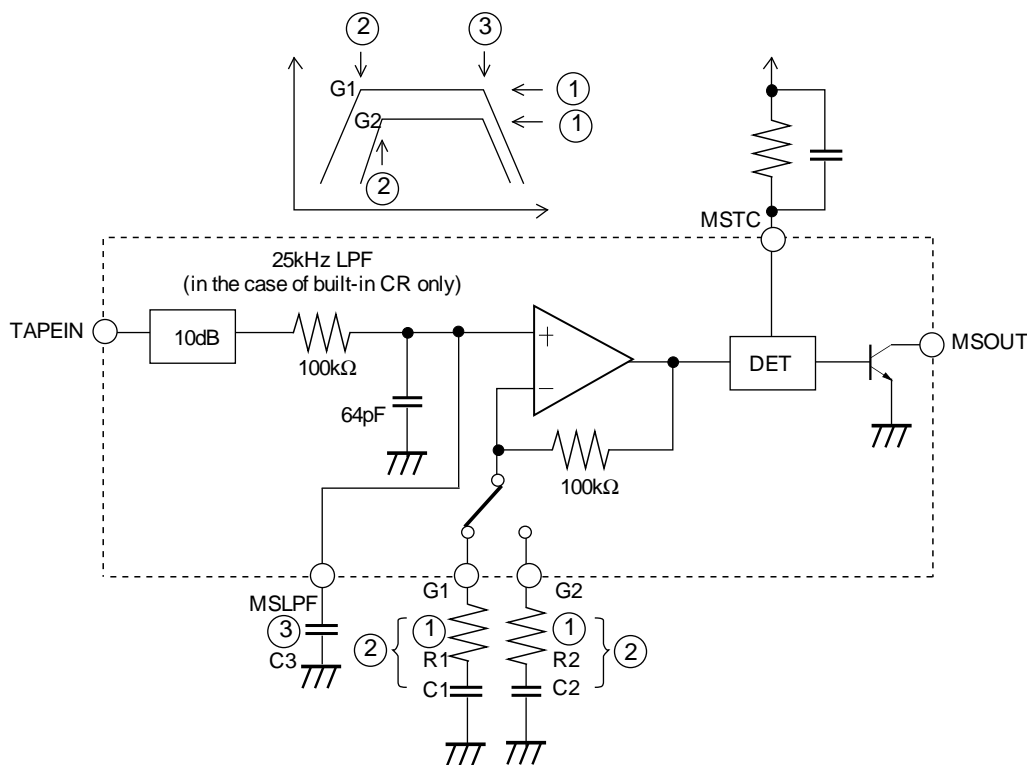 ② ③
G1 ①
G2 ①
②
MSTC
25kHz LPF
(in the case of built-in CR only)
TAPEIN
10dB
100kΩ
+
−
64pF
100kΩ
DET
MSOUT
G1 G2
MSLPF
③
C3
② ① ① ②
R1 R2
C1 C2